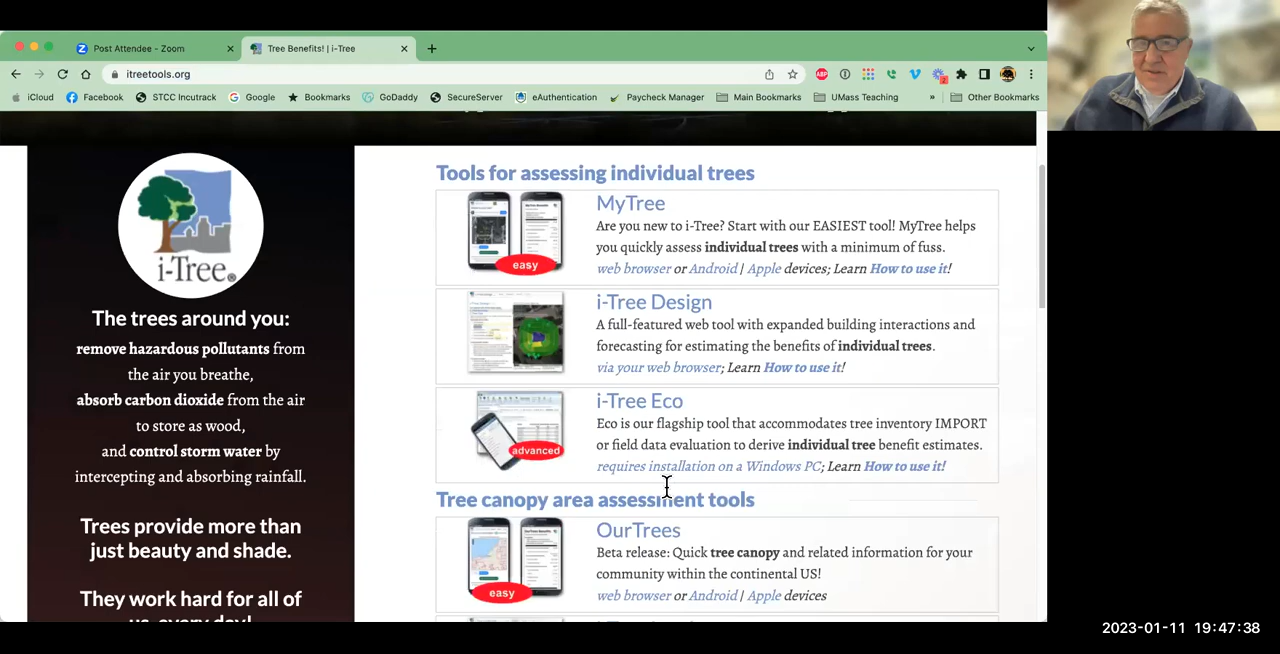 Post Attendee - Zoom
Tree Benefits! | i-Tree
itreetools.org
ABP
iCloud
Facebook
STCC Incutrack
Google
Bookmarks
GoDaddy
SecureServer
eAuthentication
Paycheck Manager
Main Bookmarks
UMass Teaching
»
Other Bookmarks
i-Tree®
The trees around you:
remove hazardous pollutants from
the air you breathe,
absorb carbon dioxide from the air
to store as wood,
and control storm water by
intercepting and absorbing rainfall.
Trees provide more than
just beauty and shade.
They work hard for all of
us, every day!
Tools for assessing individual trees
easy
MyTree
Are you new to i-Tree? Start with our EASIEST tool! MyTree helps
you quickly assess individual trees with a minimum of fuss.
web browser or Android | Apple devices; Learn How to use it!
i-Tree Design
A full-featured web tool with expanded building interactions and
forecasting for estimating the benefits of individual trees.
via your web browser; Learn How to use it!
advanced
i-Tree Eco
Eco is our flagship tool that accommodates tree inventory IMPORT
or field data evaluation to derive individual tree benefit estimates.
requires installation on a Windows PC; Learn How to use it!
Tree canopy area assessment tools
easy
OurTrees
Beta release: Quick tree canopy and related information for your
community within the continental US!
web browser or Android | Apple devices
2023-01-11 19:47:38